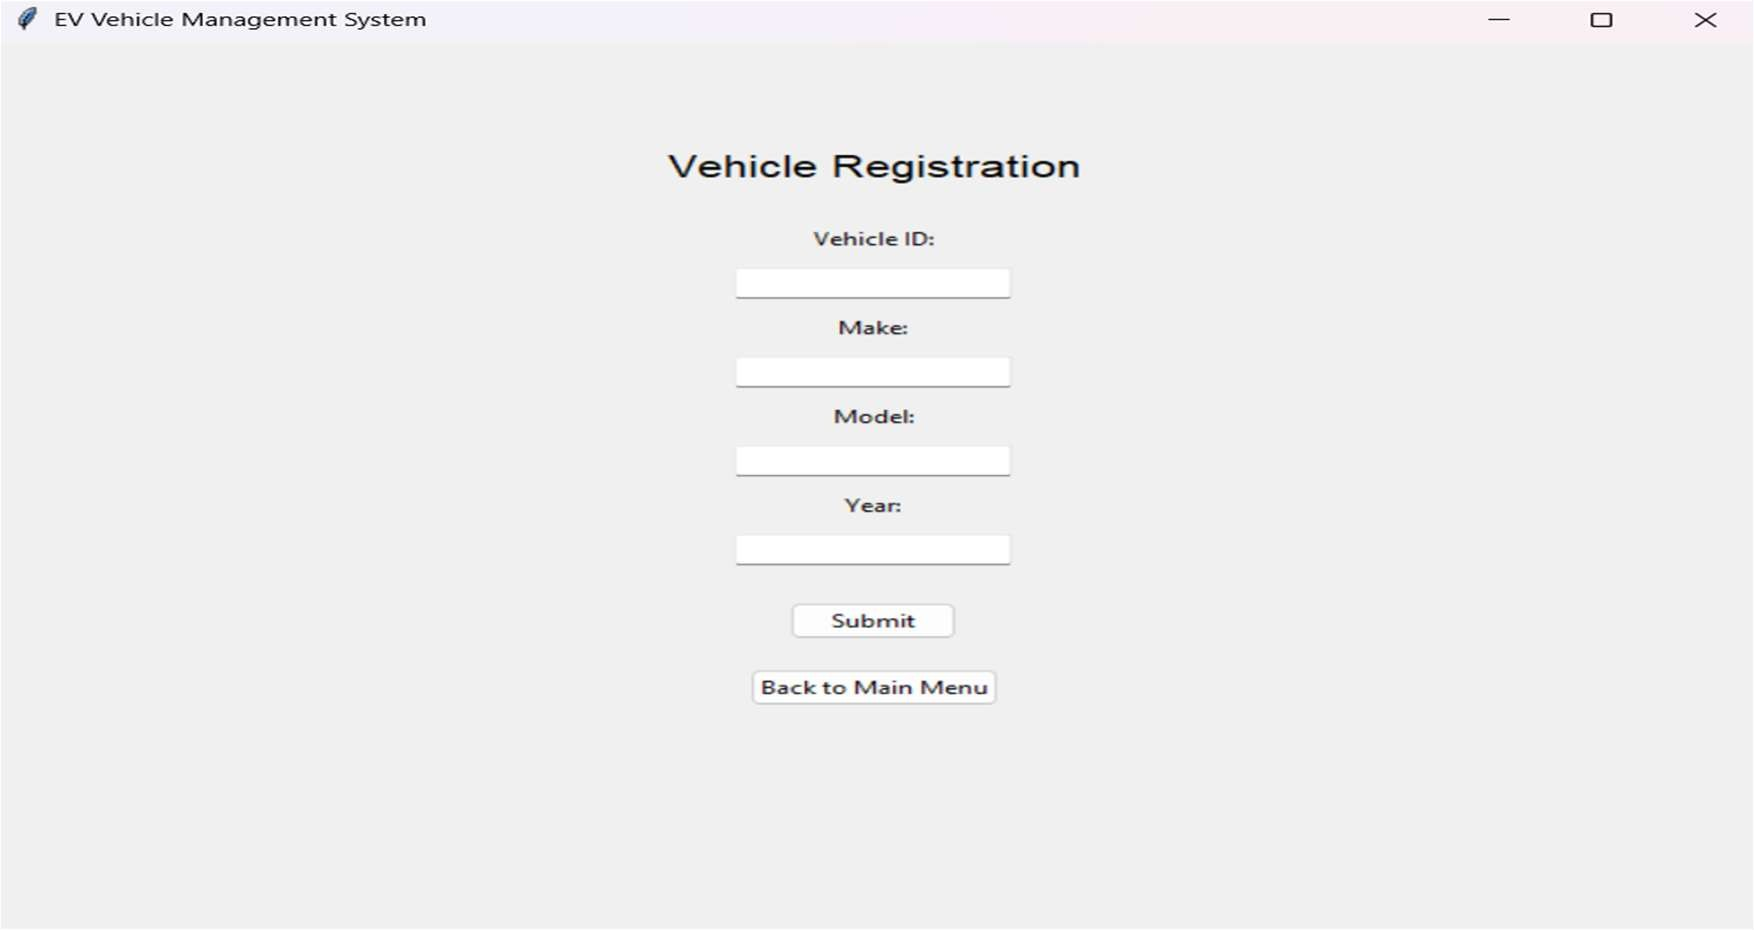 EV Vehicle Management System
Vehicle Registration
Vehicle ID:
Make:
Model:
Year:
Submit
Back to Main Menu